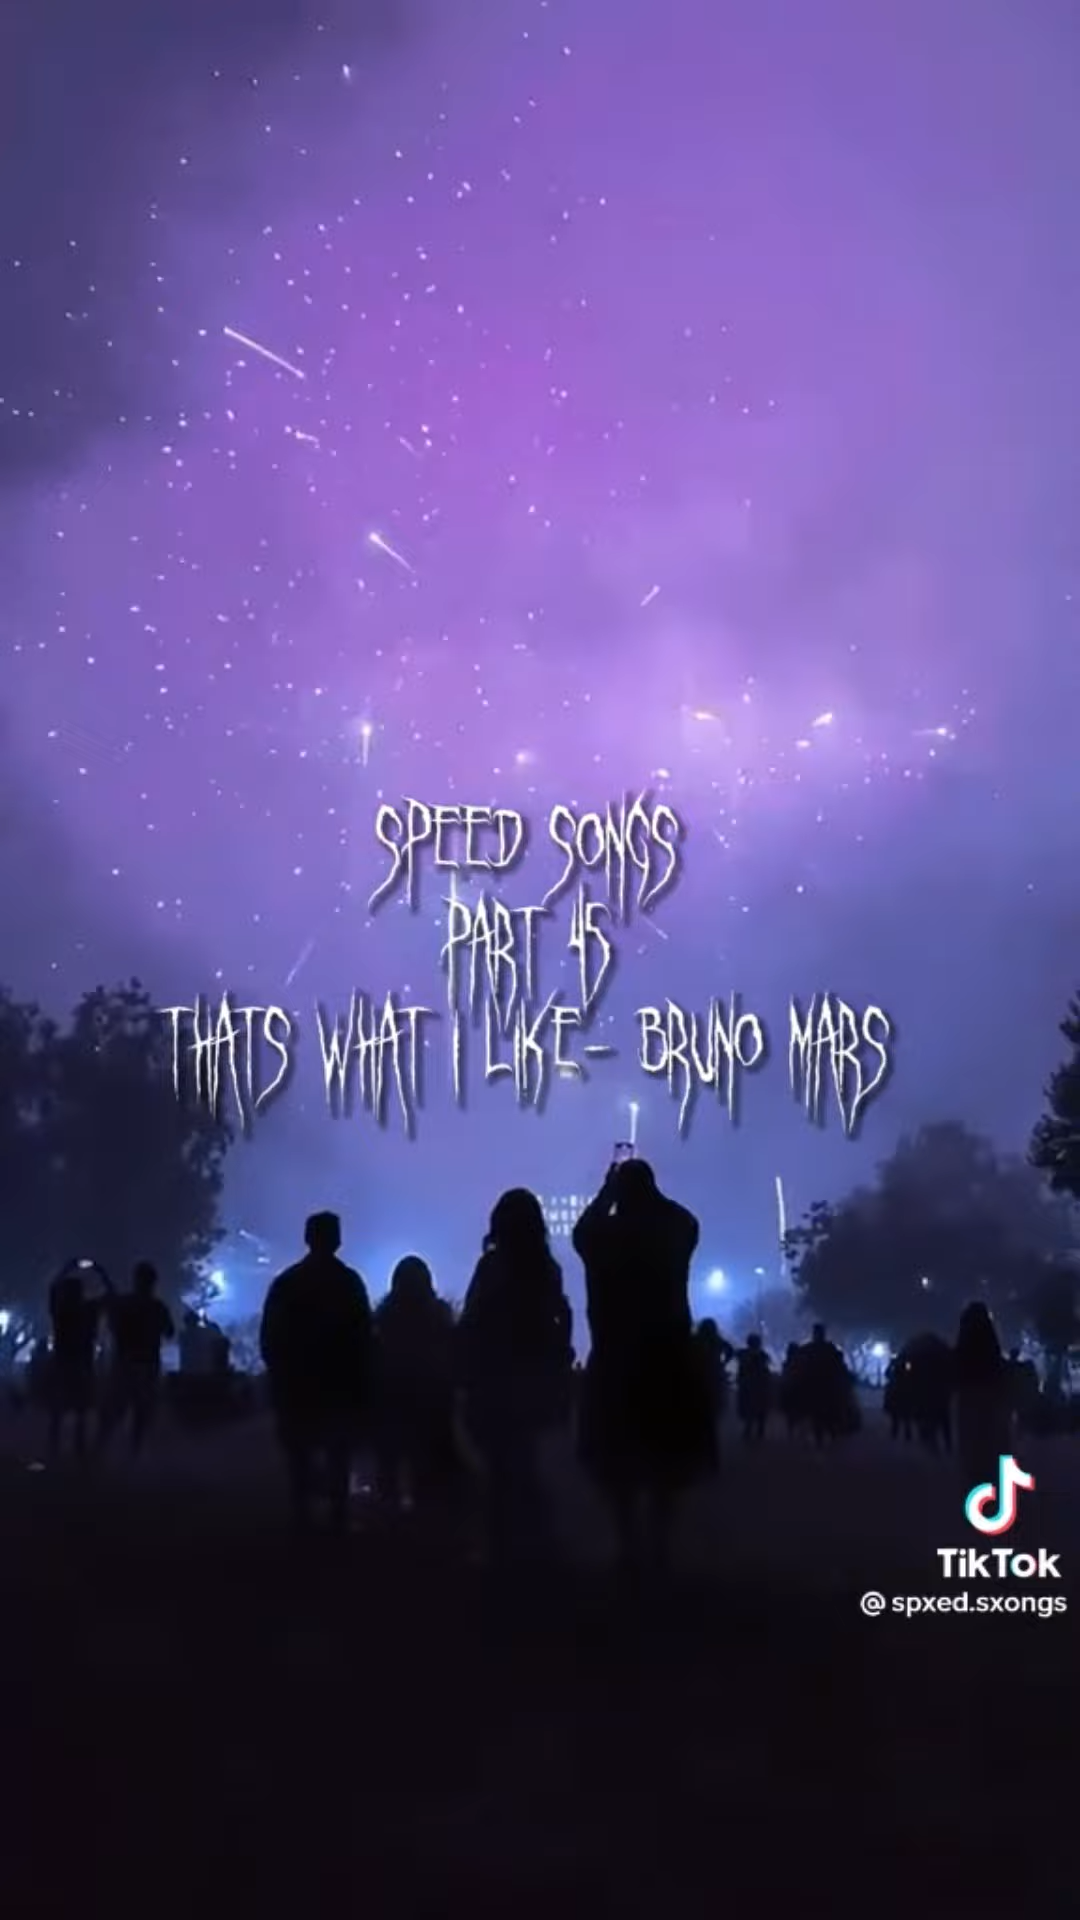 SPEED SONGS
PART 45
THATS WHAT I LIKE- BRUNO MARS
TikTok
@spxed.sxongs